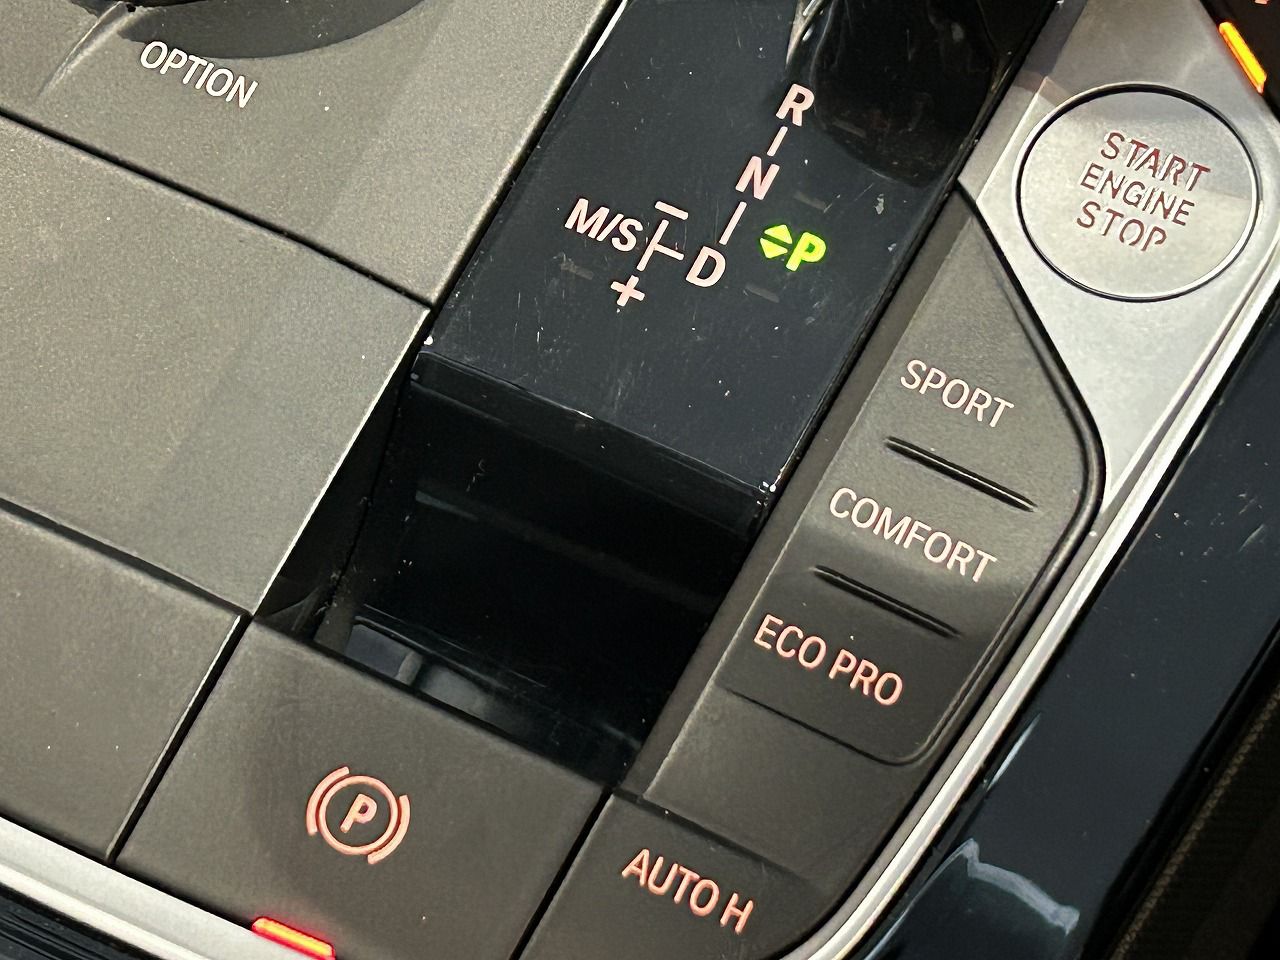 OPTION
R
N
M/S
D
P
−
+
START
ENGINE
STOP
SPORT
COMFORT
ECO PRO
P
AUTO H